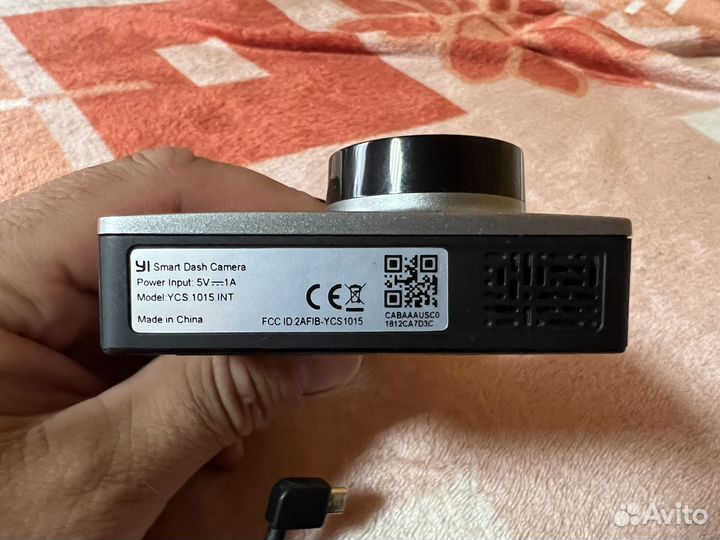 YI Smart Dash Camera
Power Input: 5V⎓1A
Model:YCS.1015.INT
Made in China
CE
FCC ID:2AFIB-YCS1015
CABAAAUSC0
1812CA7D3C
Avito